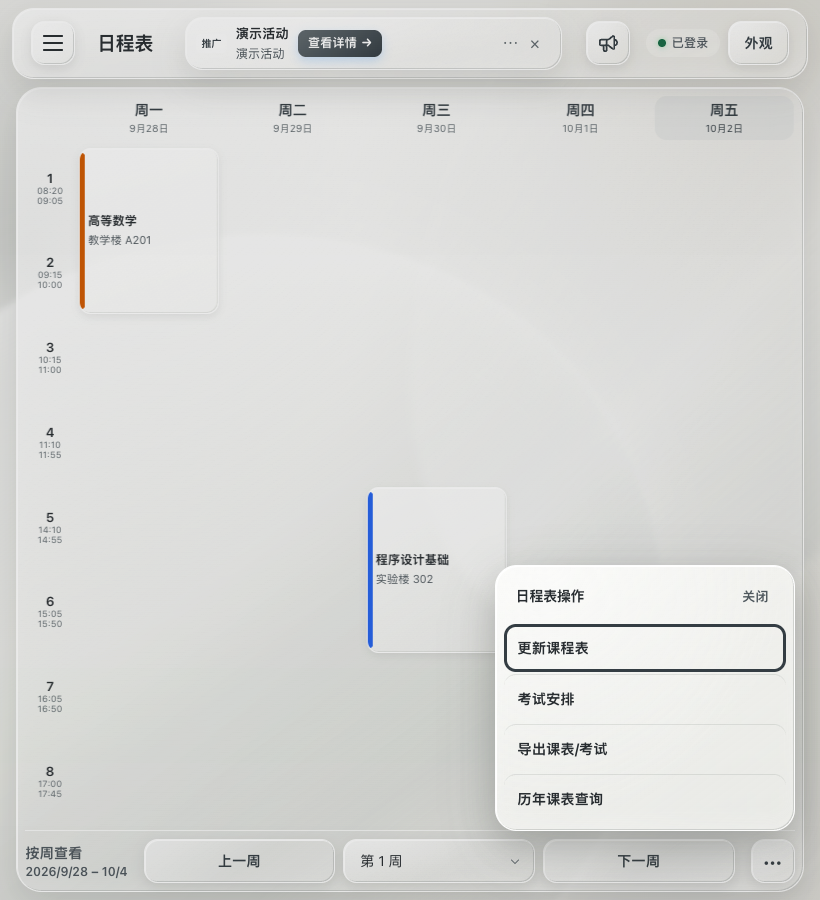 日程表
推广
演示活动
演示活动
查看详情 →
··· ×
已登录
外观
周一
9月28日
周二
9月29日
周三
9月30日
周四
10月1日
周五
10月2日
1
08:20
09:05
高等数学
教学楼 A201
2
09:15
10:00
3
10:15
11:00
4
11:10
11:55
5
14:10
14:55
程序设计基础
实验楼 302
6
15:05
15:50
7
16:05
16:50
8
17:00
17:45
日程表操作
关闭
更新课程表
考试安排
导出课表/考试
历年课表查询
按周查看
2026/9/28 – 10/4
上一周
第 1 周
下一周
···